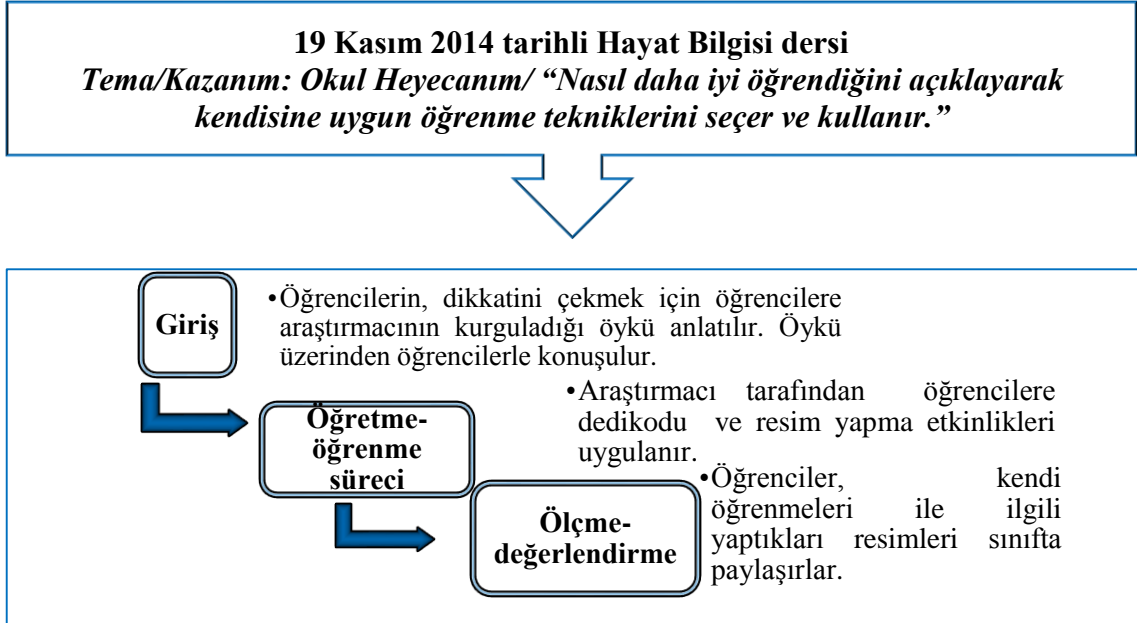 19 Kasım 2014 tarihli Hayat Bilgisi dersi
Tema/Kazanım: Okul Heyecanım/ “Nasıl daha iyi öğrendiğini açıklayarak
kendisine uygun öğrenme tekniklerini seçer ve kullanır.”
Giriş
•Öğrencilerin, dikkatini çekmek için öğrencilere
araştırmacının kurguladığı öykü anlatılır. Öykü
üzerinden öğrencilerle konuşulur.
Öğretme-
öğrenme
süreci
•Araştırmacı tarafından öğrencilere
dedikodu ve resim yapma etkinlikleri
uygulanır.
Ölçme-
değerlendirme
•Öğrenciler, kendi
öğrenmeleri ile ilgili
yaptıkları resimleri sınıfta
paylaşırlar.